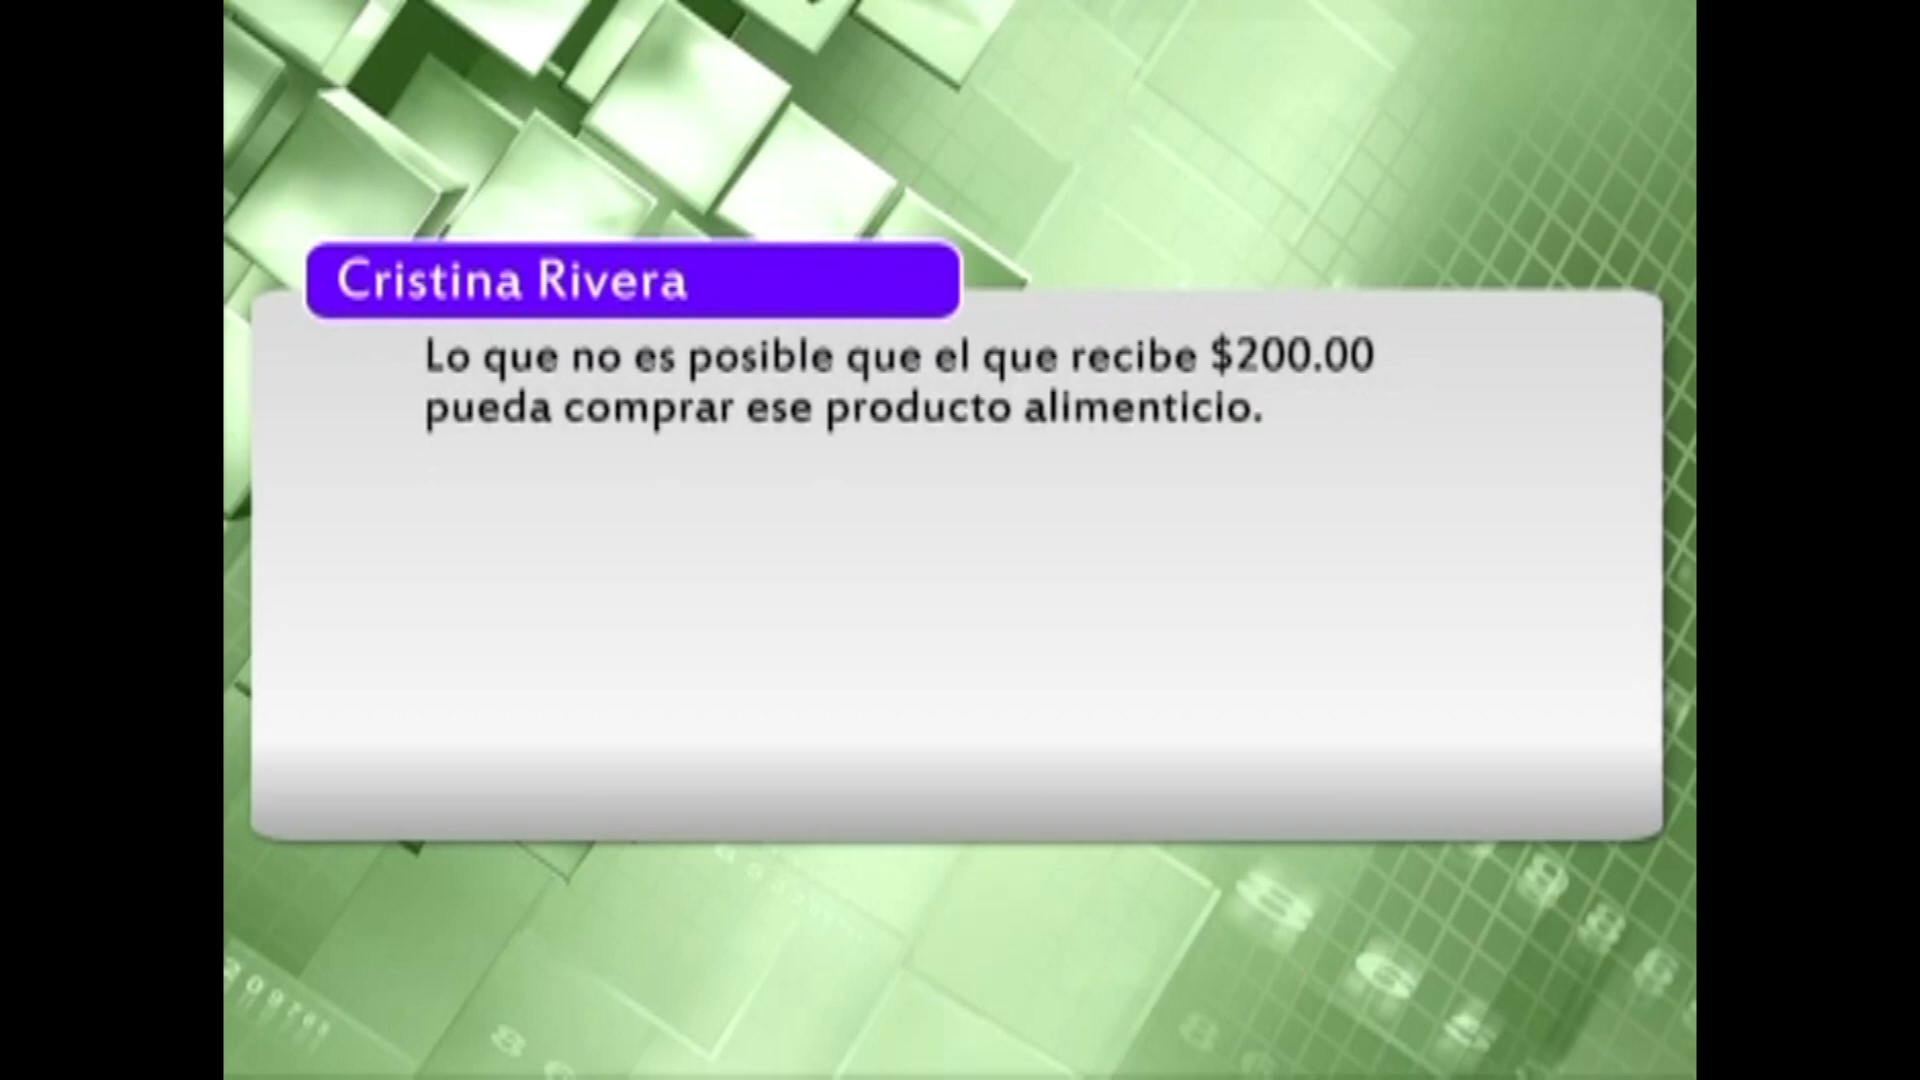 Cristina Rivera
Lo que no es posible que el que recibe $200.00
pueda comprar ese producto alimenticio.